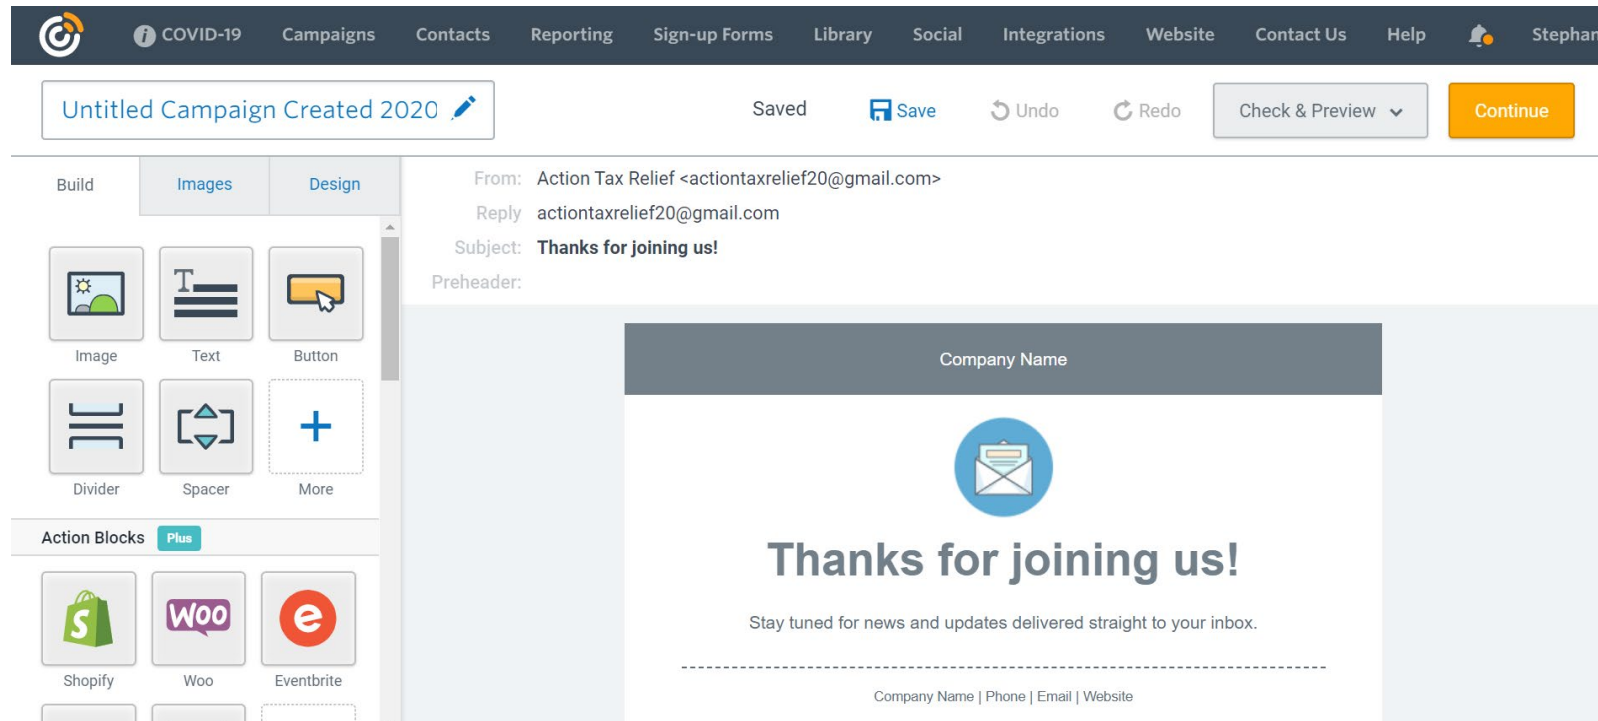 COVID-19 Campaigns Contacts Reporting Sign-up Forms Library Social Integrations Website Contact Us Help Stephan
Untitled Campaign Created 2020 Saved Save Undo Redo Check & Preview Continue
Build Images Design
From: Action Tax Relief <actiontaxrelief20@gmail.com>
Reply actiontaxrelief20@gmail.com
Subject: Thanks for joining us!
Preheader:
Image Text Button
Divider Spacer More
Action Blocks Plus
Woo
e
Shopify Woo Eventbrite
Company Name
Thanks for joining us!
Stay tuned for news and updates delivered straight to your inbox.
Company Name | Phone | Email | Website